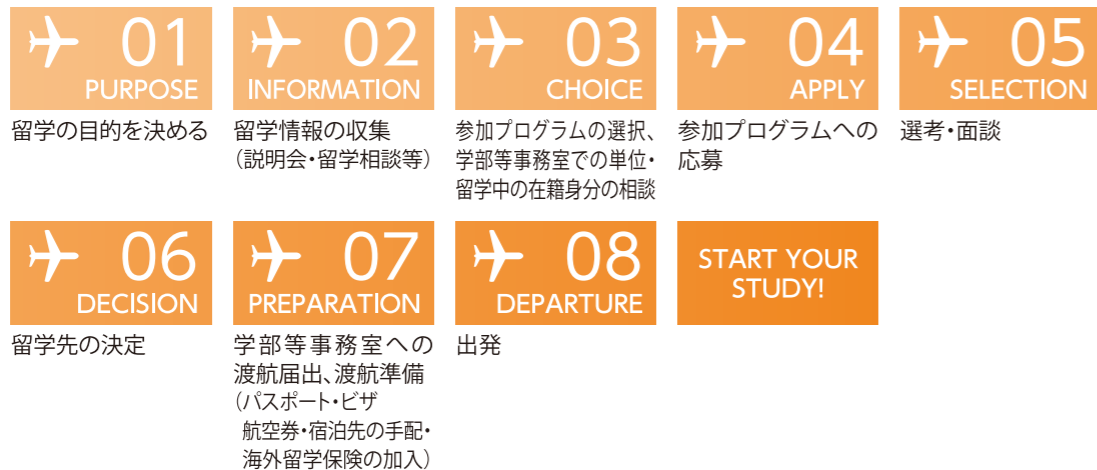 01
PURPOSE
留学の目的を決める
02
INFORMATION
留学情報の収集
（説明会・留学相談等）
03
CHOICE
参加プログラムの選択、
学部等事務室での単位・
留学中の在籍身分の相談
04
APPLY
参加プログラムへの
応募
05
SELECTION
選考・面談
06
DECISION
留学先の決定
07
PREPARATION
学部等事務室への
渡航届出、渡航準備
（パスポート・ビザ
航空券・宿泊先の手配・
海外留学保険の加入）
08
DEPARTURE
出発
START YOUR
STUDY!